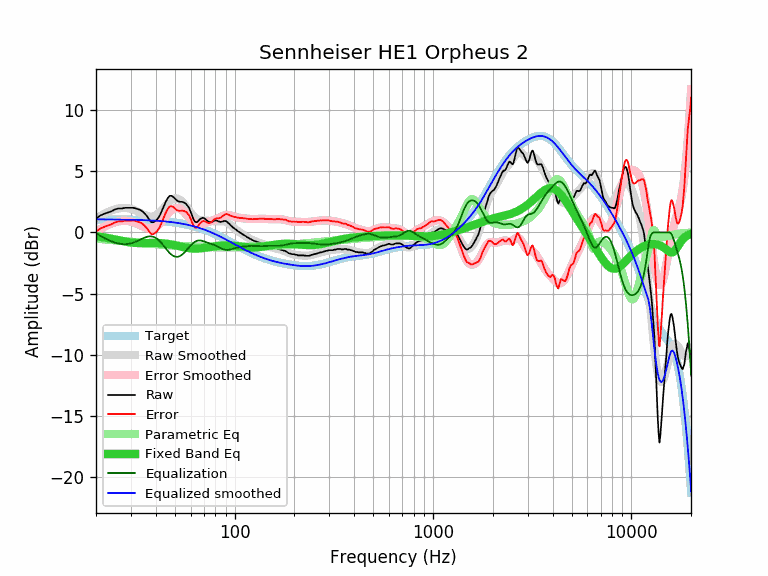 Sennheiser HE1 Orpheus 2
Amplitude (dBr)
10
5
0
−5
−10
−15
−20
Target
Raw Smoothed
Error Smoothed
Raw
Error
Parametric Eq
Fixed Band Eq
Equalization
Equalized smoothed
100
1000
10000
Frequency (Hz)